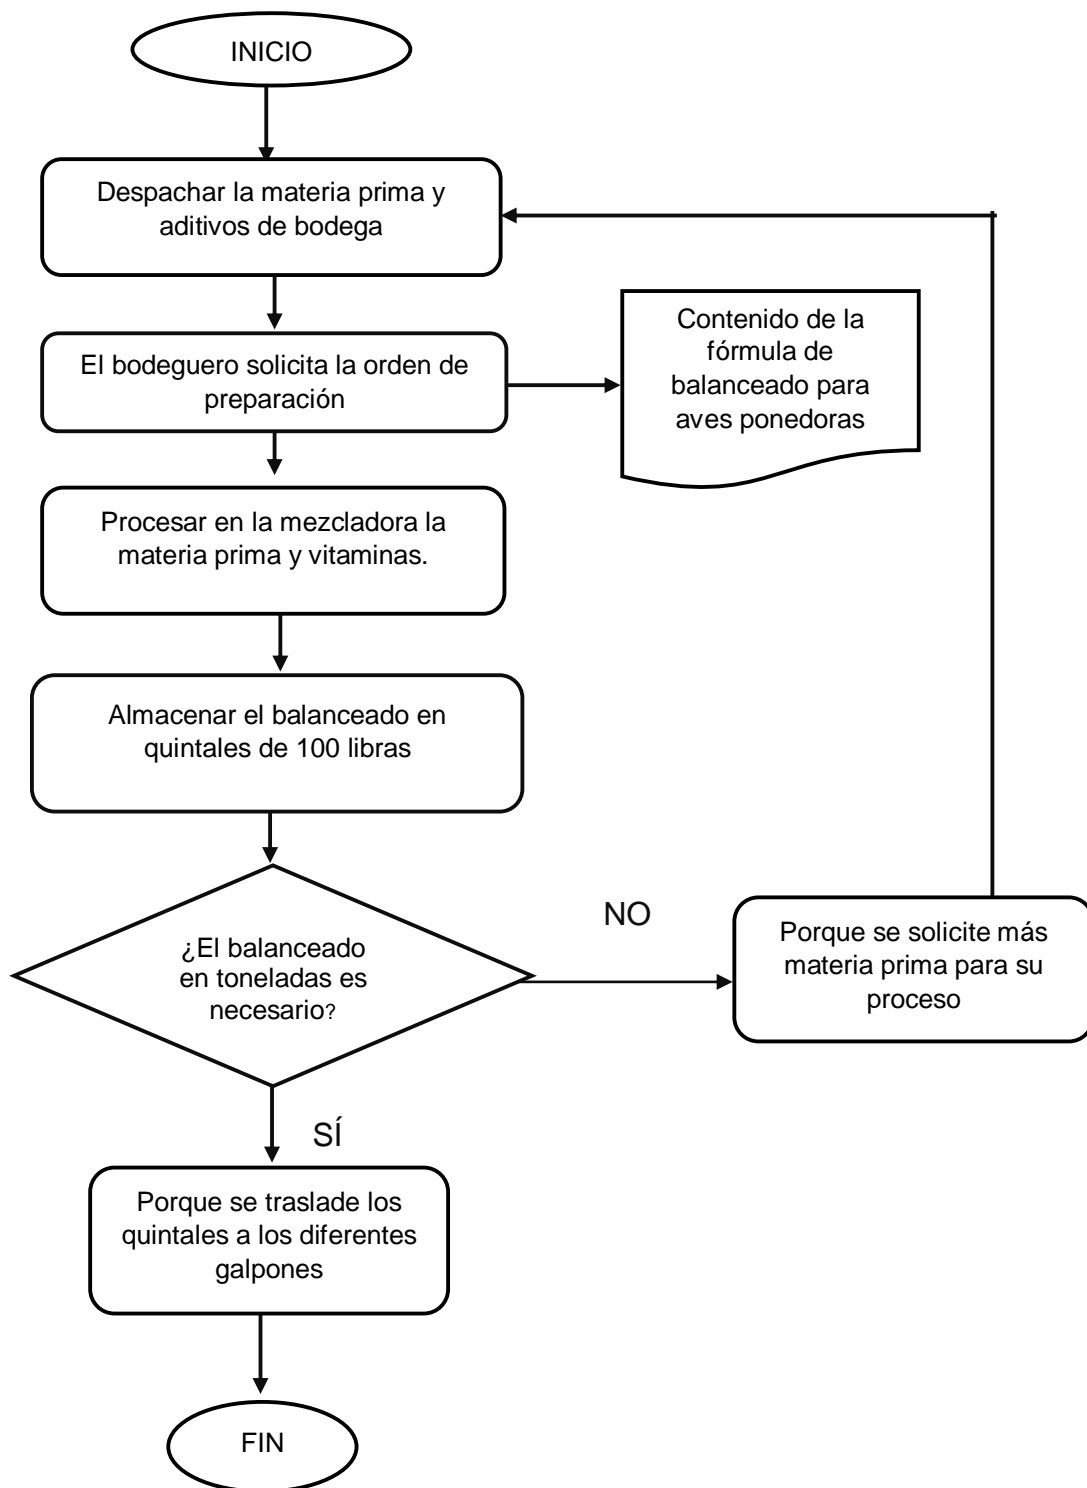 INICIO
Despachar la materia prima y
aditivos de bodega
El bodeguero solicita la orden de
preparación
Contenido de la
fórmula de
balanceado para
aves ponedoras
Procesar en la mezcladora la
materia prima y vitaminas.
Almacenar el balanceado en
quintales de 100 libras
¿El balanceado
en toneladas es
necesario?
NO
Porque se solicite más
materia prima para su
proceso
SÍ
Porque se traslade los
quintales a los diferentes
galpones
FIN